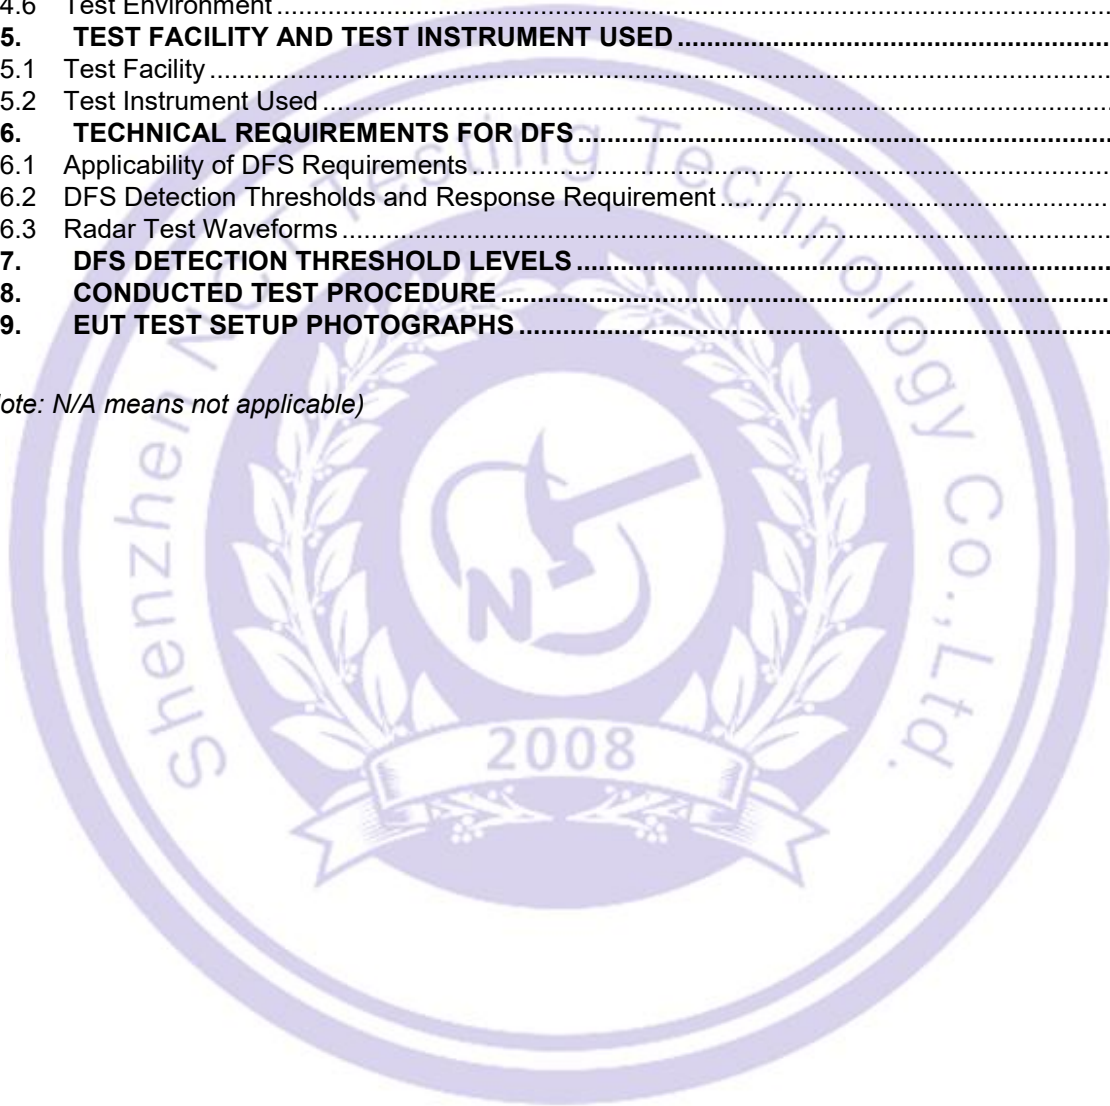 4.6 Test Environment
5. TEST FACILITY AND TEST INSTRUMENT USED
5.1 Test Facility
5.2 Test Instrument Used
6. TECHNICAL REQUIREMENTS FOR DFS
6.1 Applicability of DFS Requirements
6.2 DFS Detection Thresholds and Response Requirement
6.3 Radar Test Waveforms
7. DFS DETECTION THRESHOLD LEVELS
8. CONDUCTED TEST PROCEDURE
9. EUT TEST SETUP PHOTOGRAPHS
ote: N/A means not applicable)
Shenzhen NCT Testing Technology Co.,Ltd.
N
2008